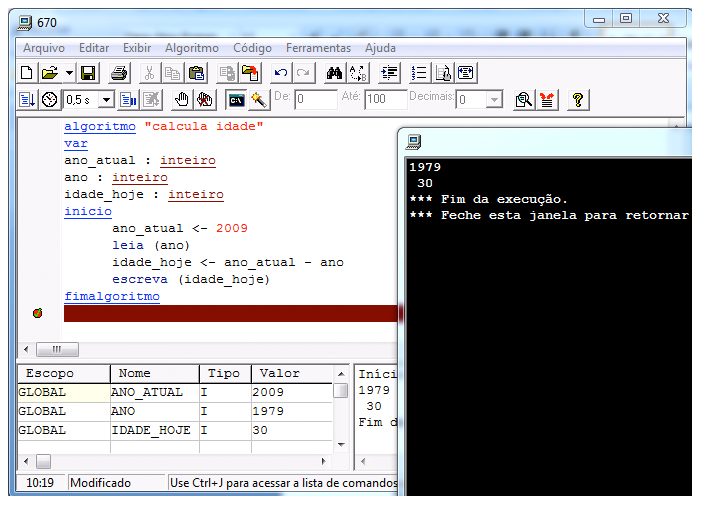 670
Arquivo Editar Exibir Algoritmo Código Ferramentas Ajuda
0,5 s De: 0 Até: 100 Decimais: 0
algoritmo "calcula idade"
var
ano_atual : inteiro
ano : inteiro
idade_hoje : inteiro
inicio
ano_atual <- 2009
leia (ano)
idade_hoje <- ano_atual - ano
escreva (idade_hoje)
fimalgoritmo
1979
30
*** Fim da execução.
*** Feche esta janela para retornar
Escopo Nome Tipo Valor
GLOBAL ANO_ATUAL I 2009
GLOBAL ANO I 1979
GLOBAL IDADE_HOJE I 30
Iníci
1979
30
Fim d
10:19 Modificado Use Ctrl+J para acessar a lista de comandos